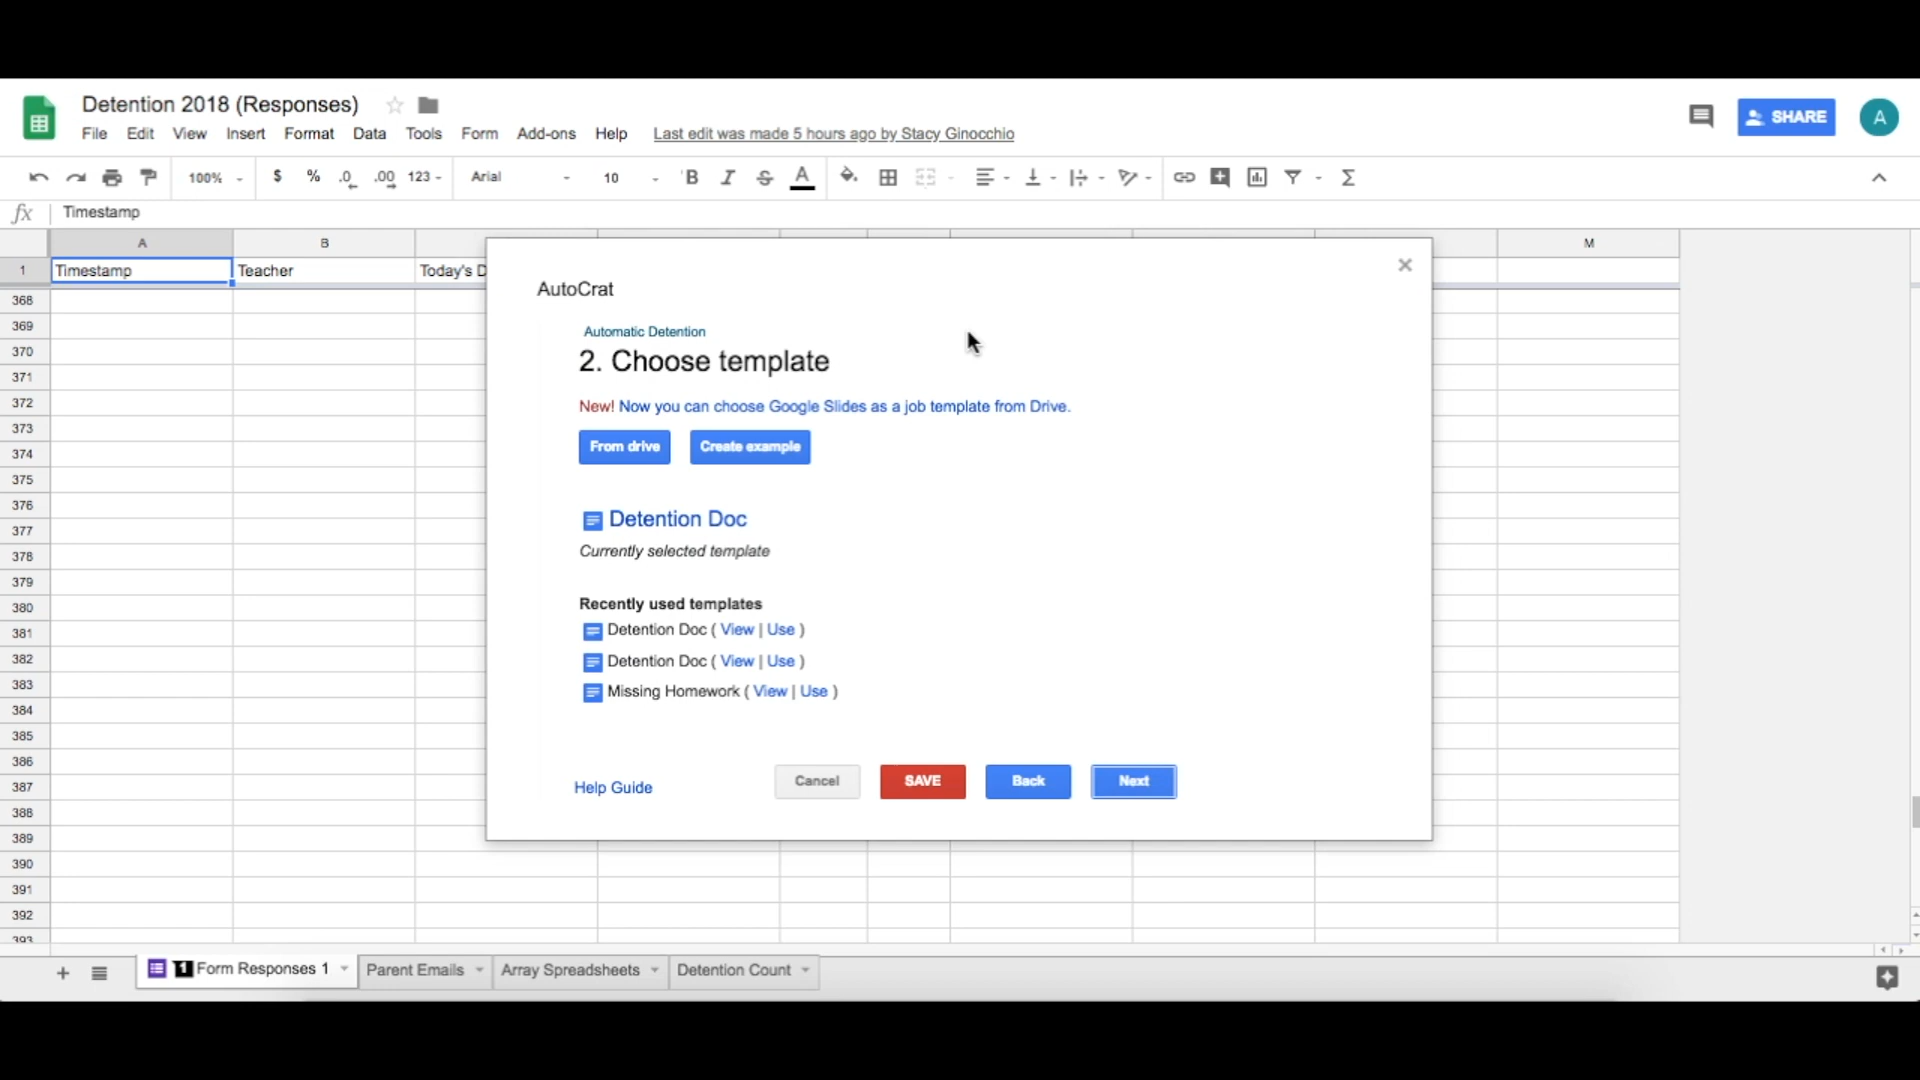 Detention 2018 (Responses)
File Edit View Insert Format Data Tools Form Add-ons Help Last edit was made 5 hours ago by Stacy Ginocchio
SHARE
A
100% $ % .0 .00 123 Arial 10 B I S A
fx Timestamp
A B M
1 Timestamp Teacher Today's D
368
369
370
371
372
373
374
375
376
377
378
379
380
381
382
383
384
385
386
387
388
389
390
391
392
393
AutoCrat
Automatic Detention
2. Choose template
New! Now you can choose Google Slides as a job template from Drive.
From drive Create example
Detention Doc
Currently selected template
Recently used templates
Detention Doc ( View | Use )
Detention Doc ( View | Use )
Missing Homework ( View | Use )
Help Guide Cancel SAVE Back Next
1 Form Responses 1 Parent Emails Array Spreadsheets Detention Count